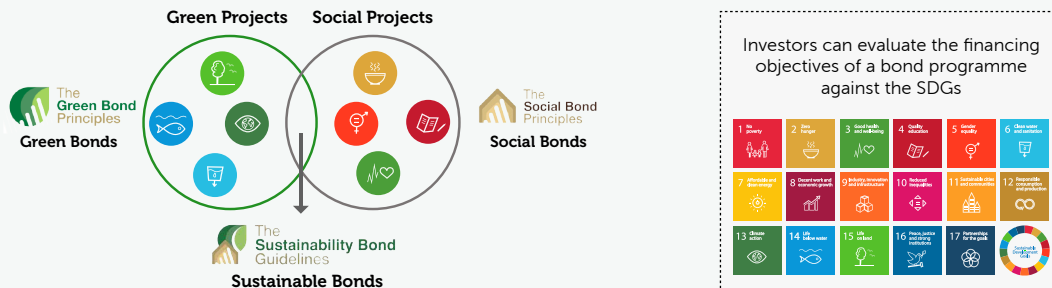 Green Projects
Social Projects
The
Green Bond
Principles
Green Bonds
The
Social Bond
Principles
Social Bonds
The
Sustainability Bond
Guidelines
Sustainable Bonds
Investors can evaluate the financing
objectives of a bond programme
against the SDGs
1 No
poverty
2 Zero
hunger
3 Good health
and well-being
4 Quality
education
5 Gender
equality
6 Clean water
and sanitation
7 Affordable and
clean energy
8 Decent work and
economic growth
9 Industry, innovation
and infrastructure
10 Reduced
inequalities
11 Sustainable cities
and communities
12 Responsible
consumption
and production
13 Climate
action
14 Life
below water
15 Life
on land
16 Peace, justice
and strong
institutions
17 Partnerships
for the goals
Sustainable
Development
Goals